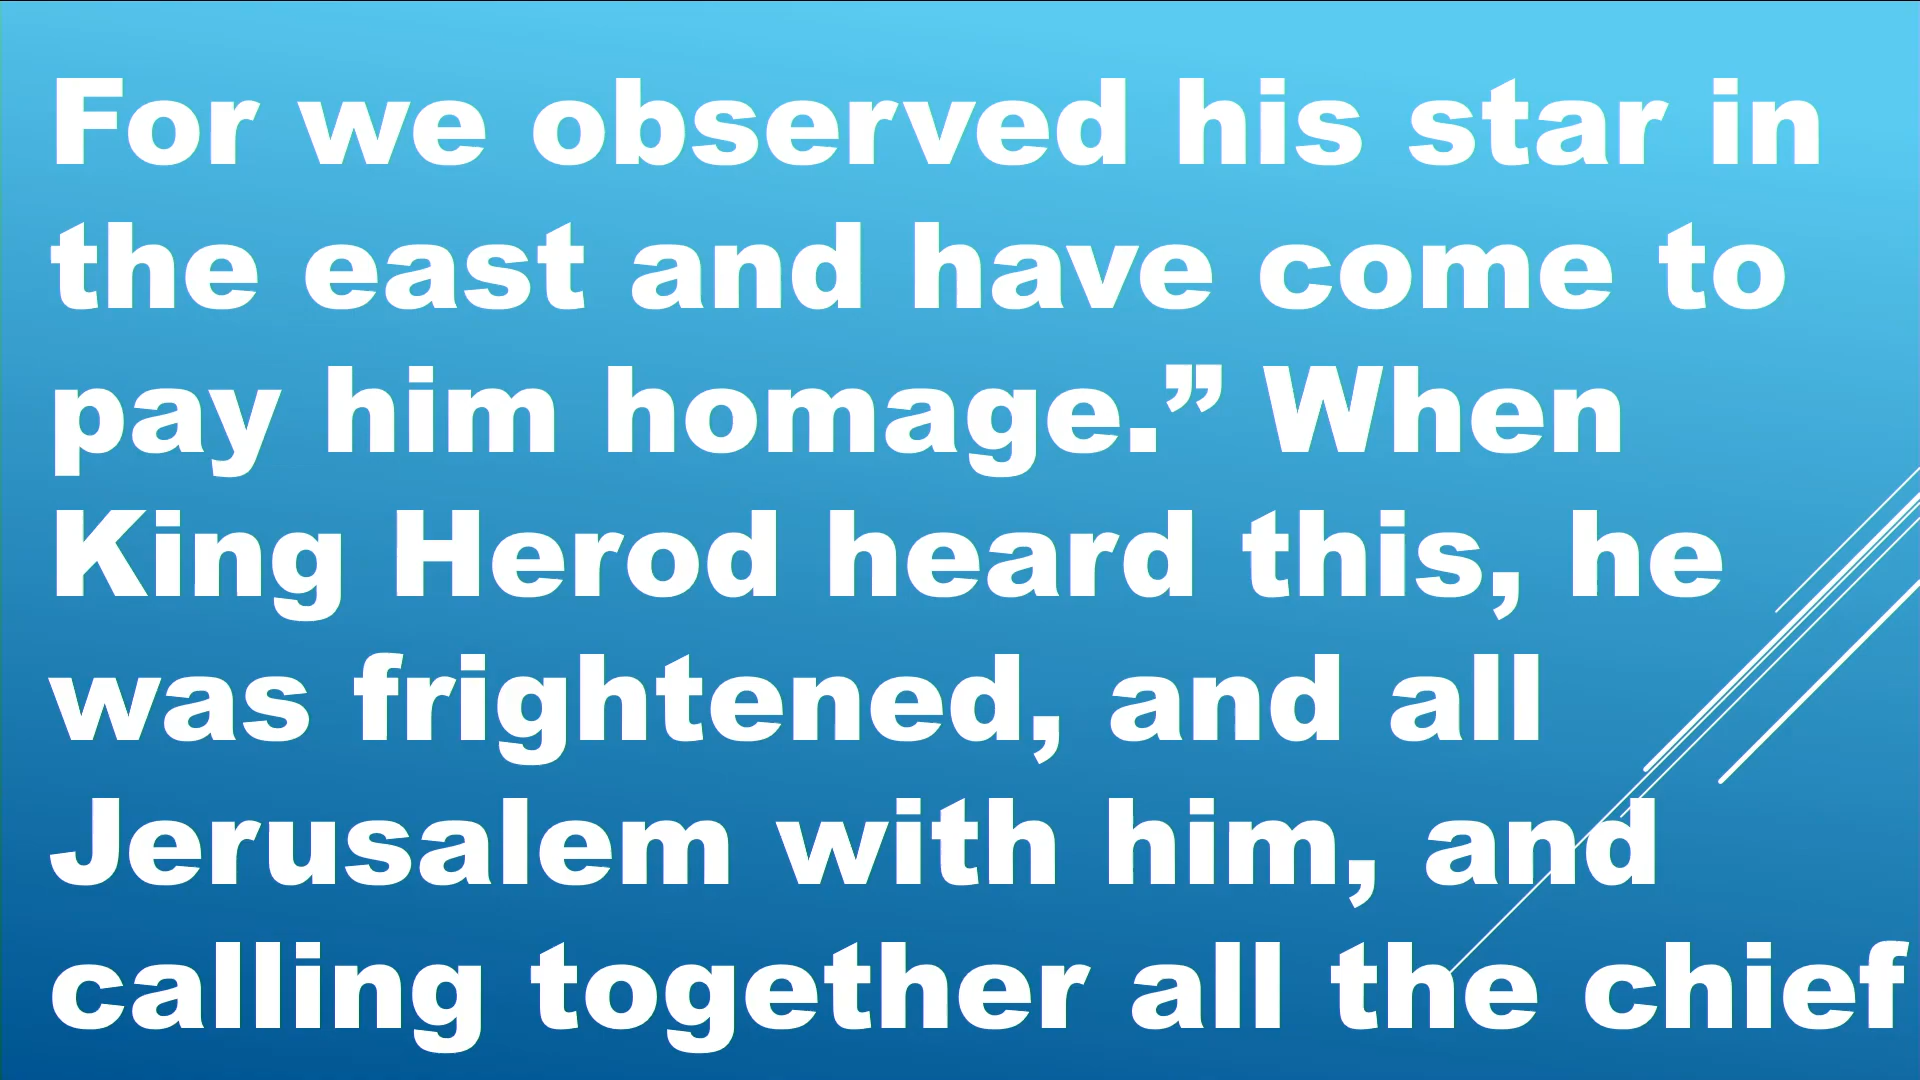 For we observed his star in
the east and have come to
pay him homage.” When
King Herod heard this, he
was frightened, and all
Jerusalem with him, and
calling together all the chief